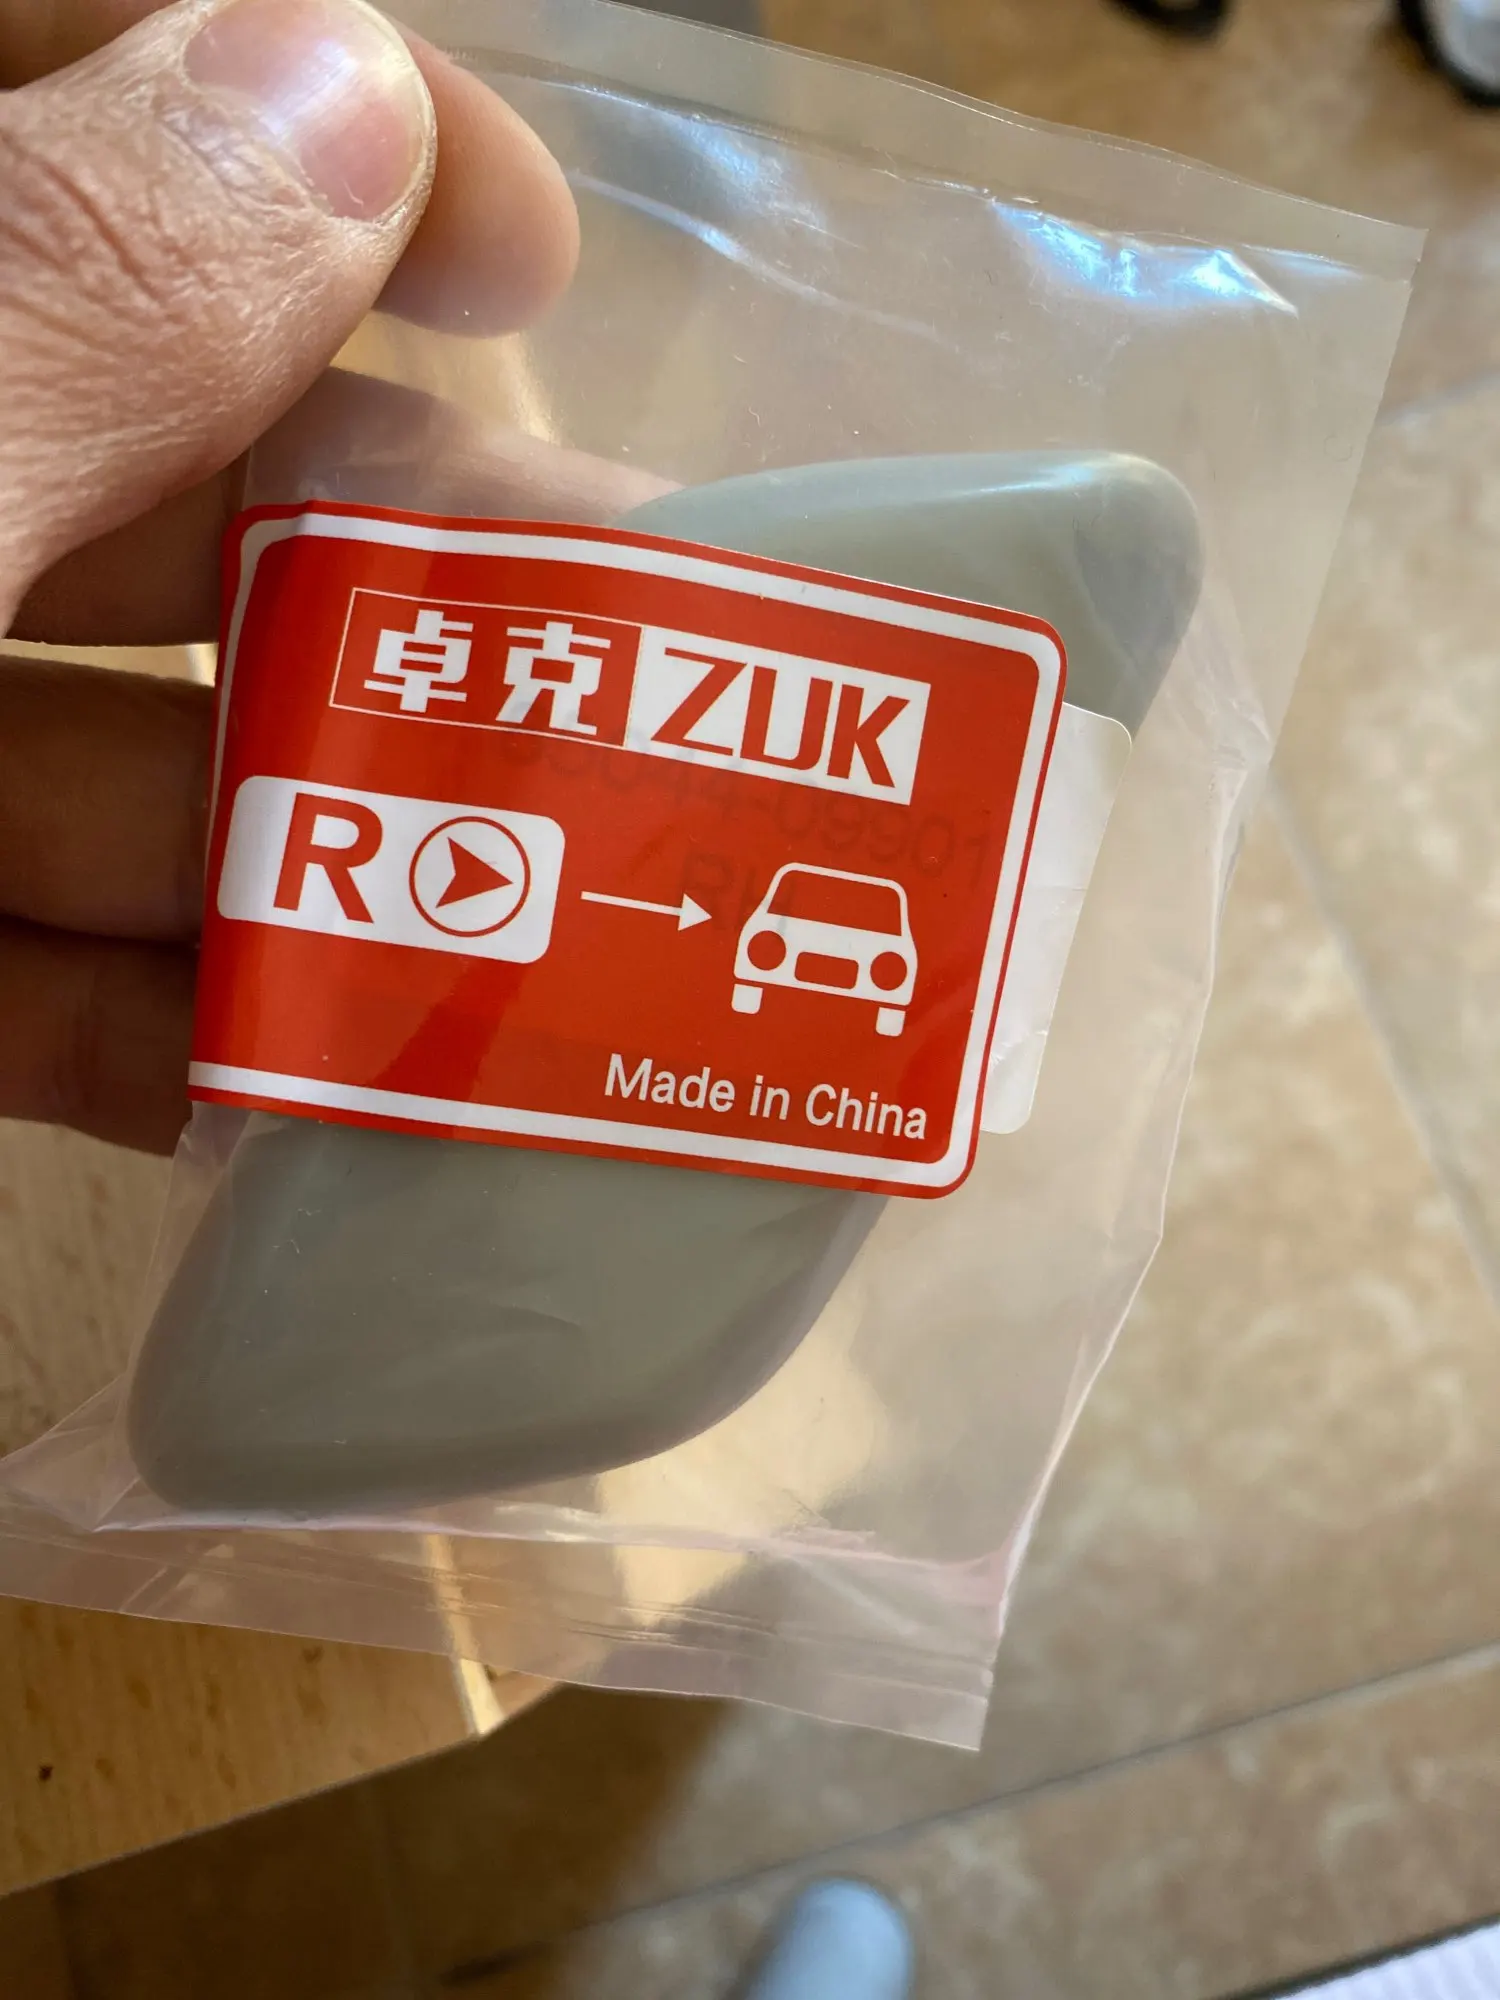 卓克 ZUK
R
Made in China